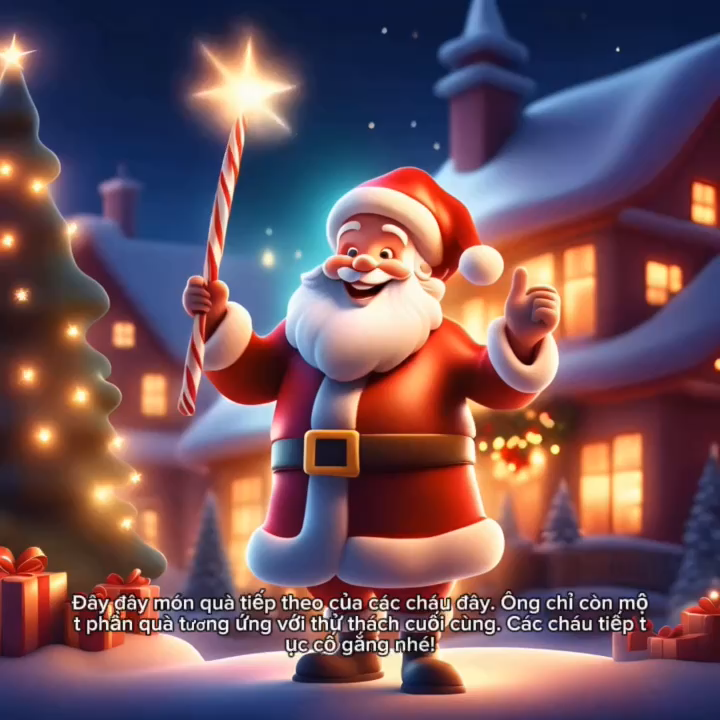 Đây đây món quà tiếp theo của các cháu đây. Ông chỉ còn mộ
t phần quà tương ứng với thử thách cuối cùng. Các cháu tiếp t
ục cố gắng nhé!